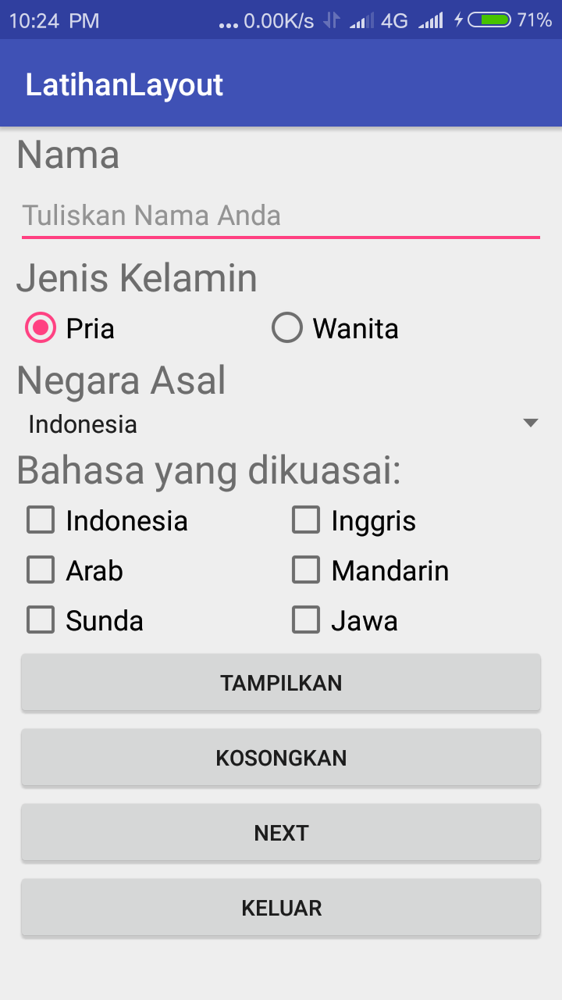 10:24 PM ... 0.00K/s 4G 71%
LatihanLayout
Nama
Tuliskan Nama Anda
Jenis Kelamin
Pria Wanita
Negara Asal
Indonesia
Bahasa yang dikuasai:
Indonesia Inggris
Arab Mandarin
Sunda Jawa
TAMPILKAN
KOSONGKAN
NEXT
KELUAR